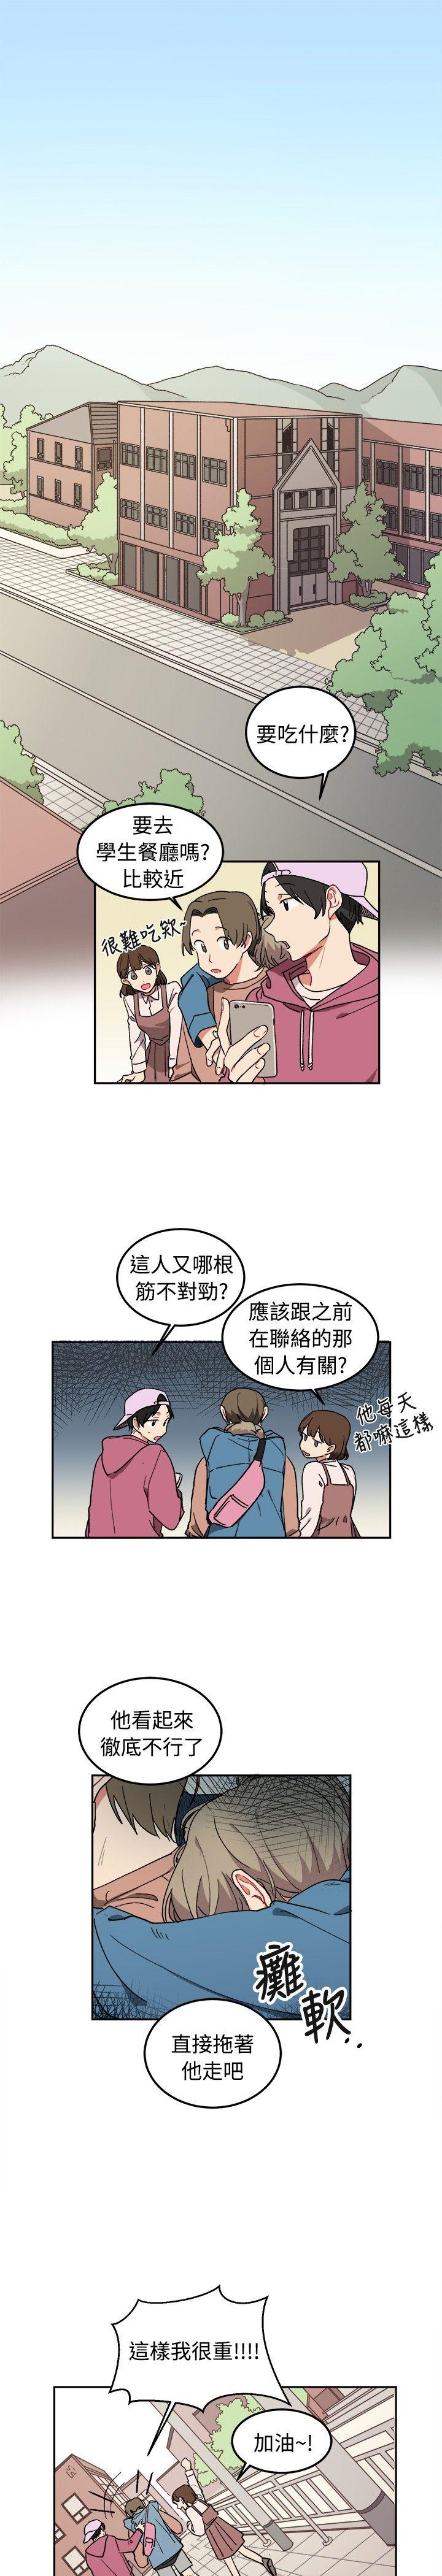 要吃什麼?
要去
學生餐廳嗎?
比較近
很難吃欸~
這人又哪根
筋不對勁?
應該跟之前
在聯絡的那
個人有關?
他每天
都嘛這樣
他看起來
徹底不行了
癱軟..
直接拖著
他走吧
這樣我很重!!!!
加油~!